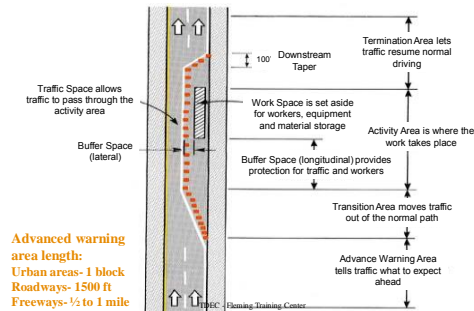 Termination Area lets
traffic resume normal
driving
100'
Downstream
Taper
Traffic Space allows
traffic to pass through the
activity area
Work Space is set aside
for workers, equipment
and material storage
Activity Area is where the
work takes place
Buffer Space
(lateral)
Buffer Space (longitudinal) provides
protection for traffic and workers
Transition Area moves traffic
out of the normal path
Advanced warning
area length:
Urban areas- 1 block
Roadways- 1500 ft
Freeways- ½ to 1 mile
Advance Warning Area
tells traffic what to expect
ahead
TDEC - Fleming Training Center